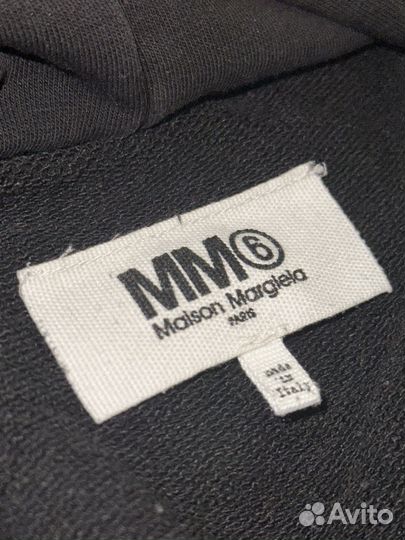 MM6
Maison Margiela
PARIS
made
in
Italy
Avito